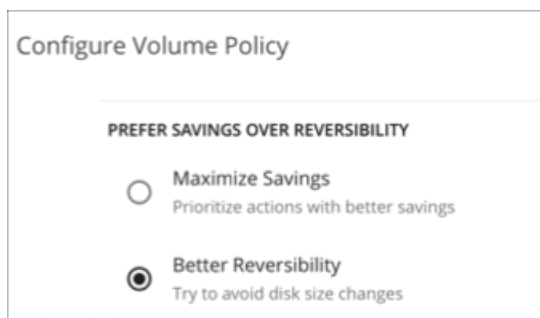 Configure Volume Policy
PREFER SAVINGS OVER REVERSIBILITY
Maximize Savings
Prioritize actions with better savings
Better Reversibility
Try to avoid disk size changes